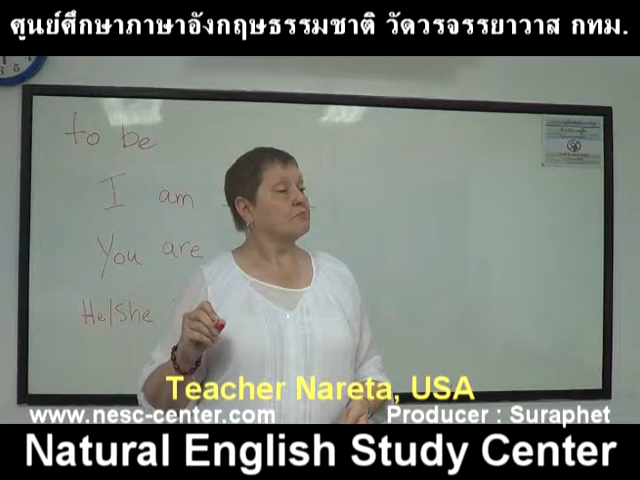 ศูนย์ศึกษาภาษาอังกฤษธรรมชาติ วัดวรจรรยาวาส กทม.
to be
I am
You are
He/She
Teacher Nareta, USA
www.nesc-center.com Producer : Suraphet
Natural English Study Center